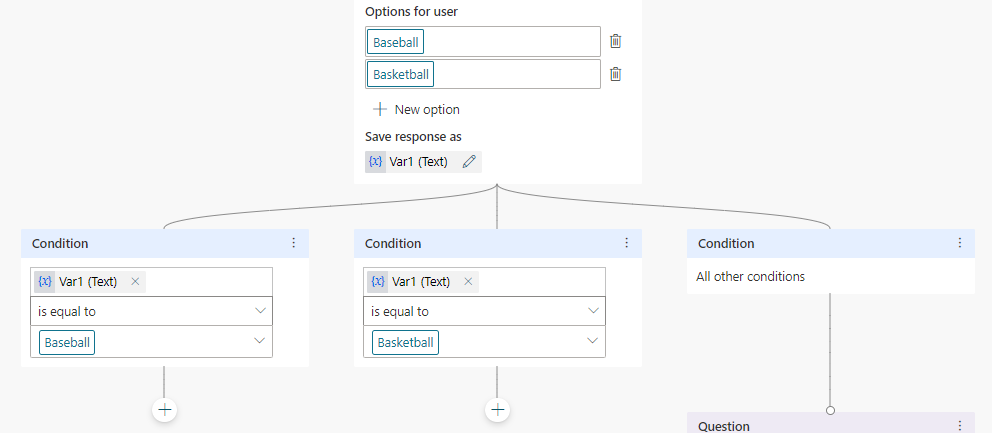 Options for user
Baseball
Basketball
New option
Save response as
{x} Var1 (Text)
Condition
{x} Var1 (Text)
is equal to
Baseball
Condition
{x} Var1 (Text)
is equal to
Basketball
Condition
All other conditions
Question